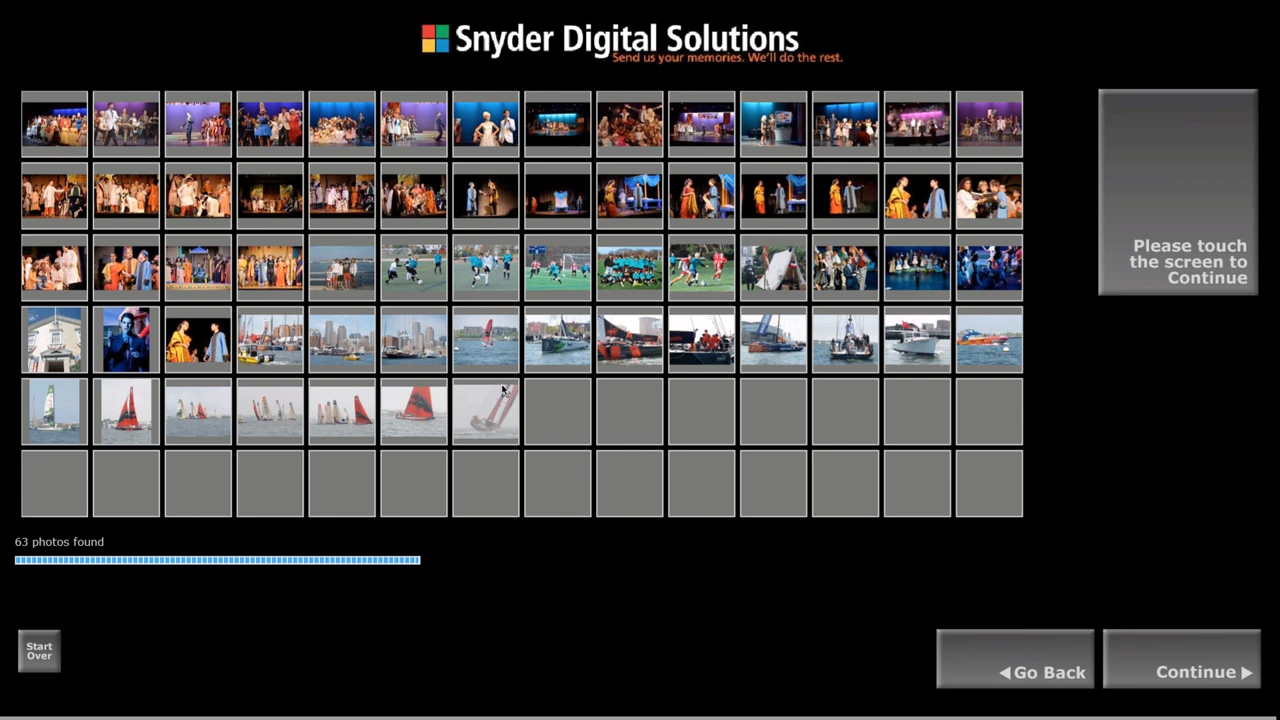 Snyder Digital Solutions
Send us your memories. We'll do the rest.
Please touch
the screen to
Continue
63 photos found
Start
Over
Go Back
Continue